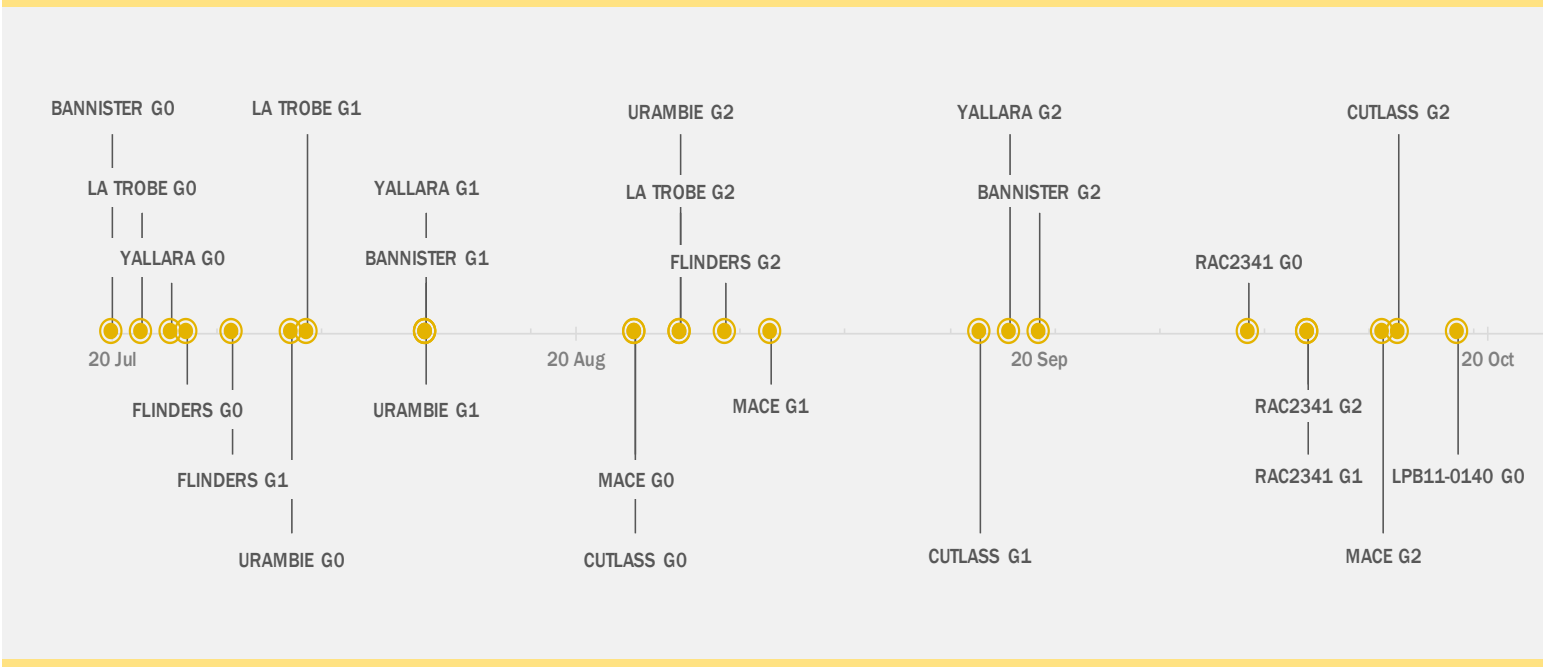 BANNISTER G0
LA TROBE G1
URAMBIE G2
YALLARA G2
CUTLASS G2
LA TROBE G0
YALLARA G1
LA TROBE G2
BANNISTER G2
YALLARA G0
BANNISTER G1
FLINDERS G2
RAC2341 G0
20 Jul
20 Aug
20 Sep
20 Oct
FLINDERS G0
URAMBIE G1
MACE G1
RAC2341 G2
FLINDERS G1
MACE G0
RAC2341 G1
LPB11-0140 G0
URAMBIE G0
CUTLASS G0
CUTLASS G1
MACE G2